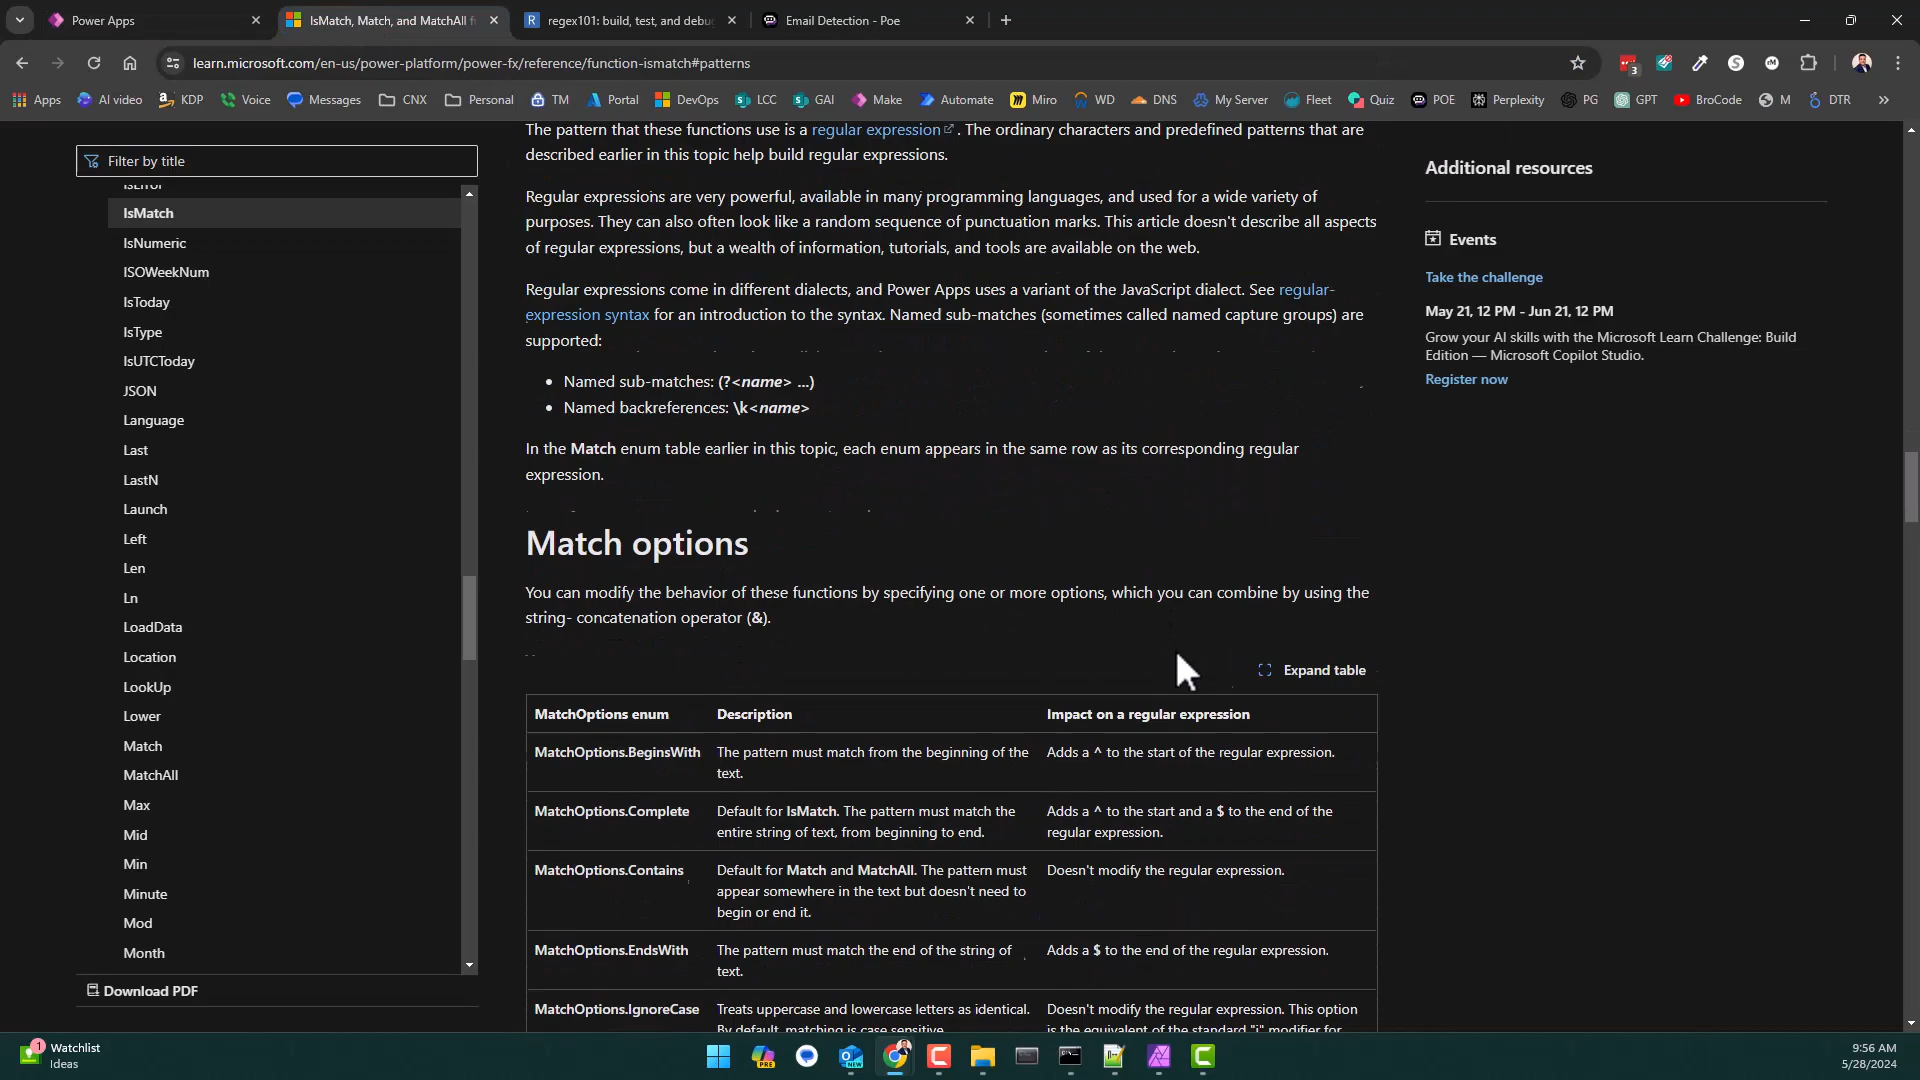 Power Apps
IsMatch, Match, and MatchAll f
regex101: build, test, and debu
Email Detection - Poe
learn.microsoft.com/en-us/power-platform/power-fx/reference/function-ismatch#patterns
3
Apps
AI video
KDP
Voice
Messages
CNX
Personal
TM
Portal
DevOps
LCC
GAI
Make
Automate
Miro
WD
DNS
My Server
Fleet
Quiz
POE
Perplexity
PG
GPT
BroCode
M
DTR
Filter by title
IsError
IsMatch
IsNumeric
ISOWeekNum
IsToday
IsType
IsUTCToday
JSON
Language
Last
LastN
Launch
Left
Len
Ln
LoadData
Location
LookUp
Lower
Match
MatchAll
Max
Mid
Min
Minute
Mod
Month
Download PDF
The pattern that these functions use is a regular expression. The ordinary characters and predefined patterns that are
described earlier in this topic help build regular expressions.
Regular expressions are very powerful, available in many programming languages, and used for a wide variety of
purposes. They can also often look like a random sequence of punctuation marks. This article doesn't describe all aspects
of regular expressions, but a wealth of information, tutorials, and tools are available on the web.
Regular expressions come in different dialects, and Power Apps uses a variant of the JavaScript dialect. See regular-
expression syntax for an introduction to the syntax. Named sub-matches (sometimes called named capture groups) are
supported:
• Named sub-matches: (?<name> ...)
• Named backreferences: \k<name>
In the Match enum table earlier in this topic, each enum appears in the same row as its corresponding regular
expression.
Match options
You can modify the behavior of these functions by specifying one or more options, which you can combine by using the
string- concatenation operator (&).
Expand table
MatchOptions enum
Description
Impact on a regular expression
MatchOptions.BeginsWith
The pattern must match from the beginning of the
text.
Adds a ^ to the start of the regular expression.
MatchOptions.Complete
Default for IsMatch. The pattern must match the
entire string of text, from beginning to end.
Adds a ^ to the start and a $ to the end of the
regular expression.
MatchOptions.Contains
Default for Match and MatchAll. The pattern must
appear somewhere in the text but doesn't need to
begin or end it.
Doesn't modify the regular expression.
MatchOptions.EndsWith
The pattern must match the end of the string of
text.
Adds a $ to the end of the regular expression.
MatchOptions.IgnoreCase
Treats uppercase and lowercase letters as identical.
By default, matching is case sensitive.
Doesn't modify the regular expression. This option
is the equivalent of the standard "i" modifier for
Additional resources
Events
Take the challenge
May 21, 12 PM - Jun 21, 12 PM
Grow your AI skills with the Microsoft Learn Challenge: Build
Edition — Microsoft Copilot Studio.
Register now
1
Watchlist
Ideas
PRE
NEW
9:56 AM
5/28/2024